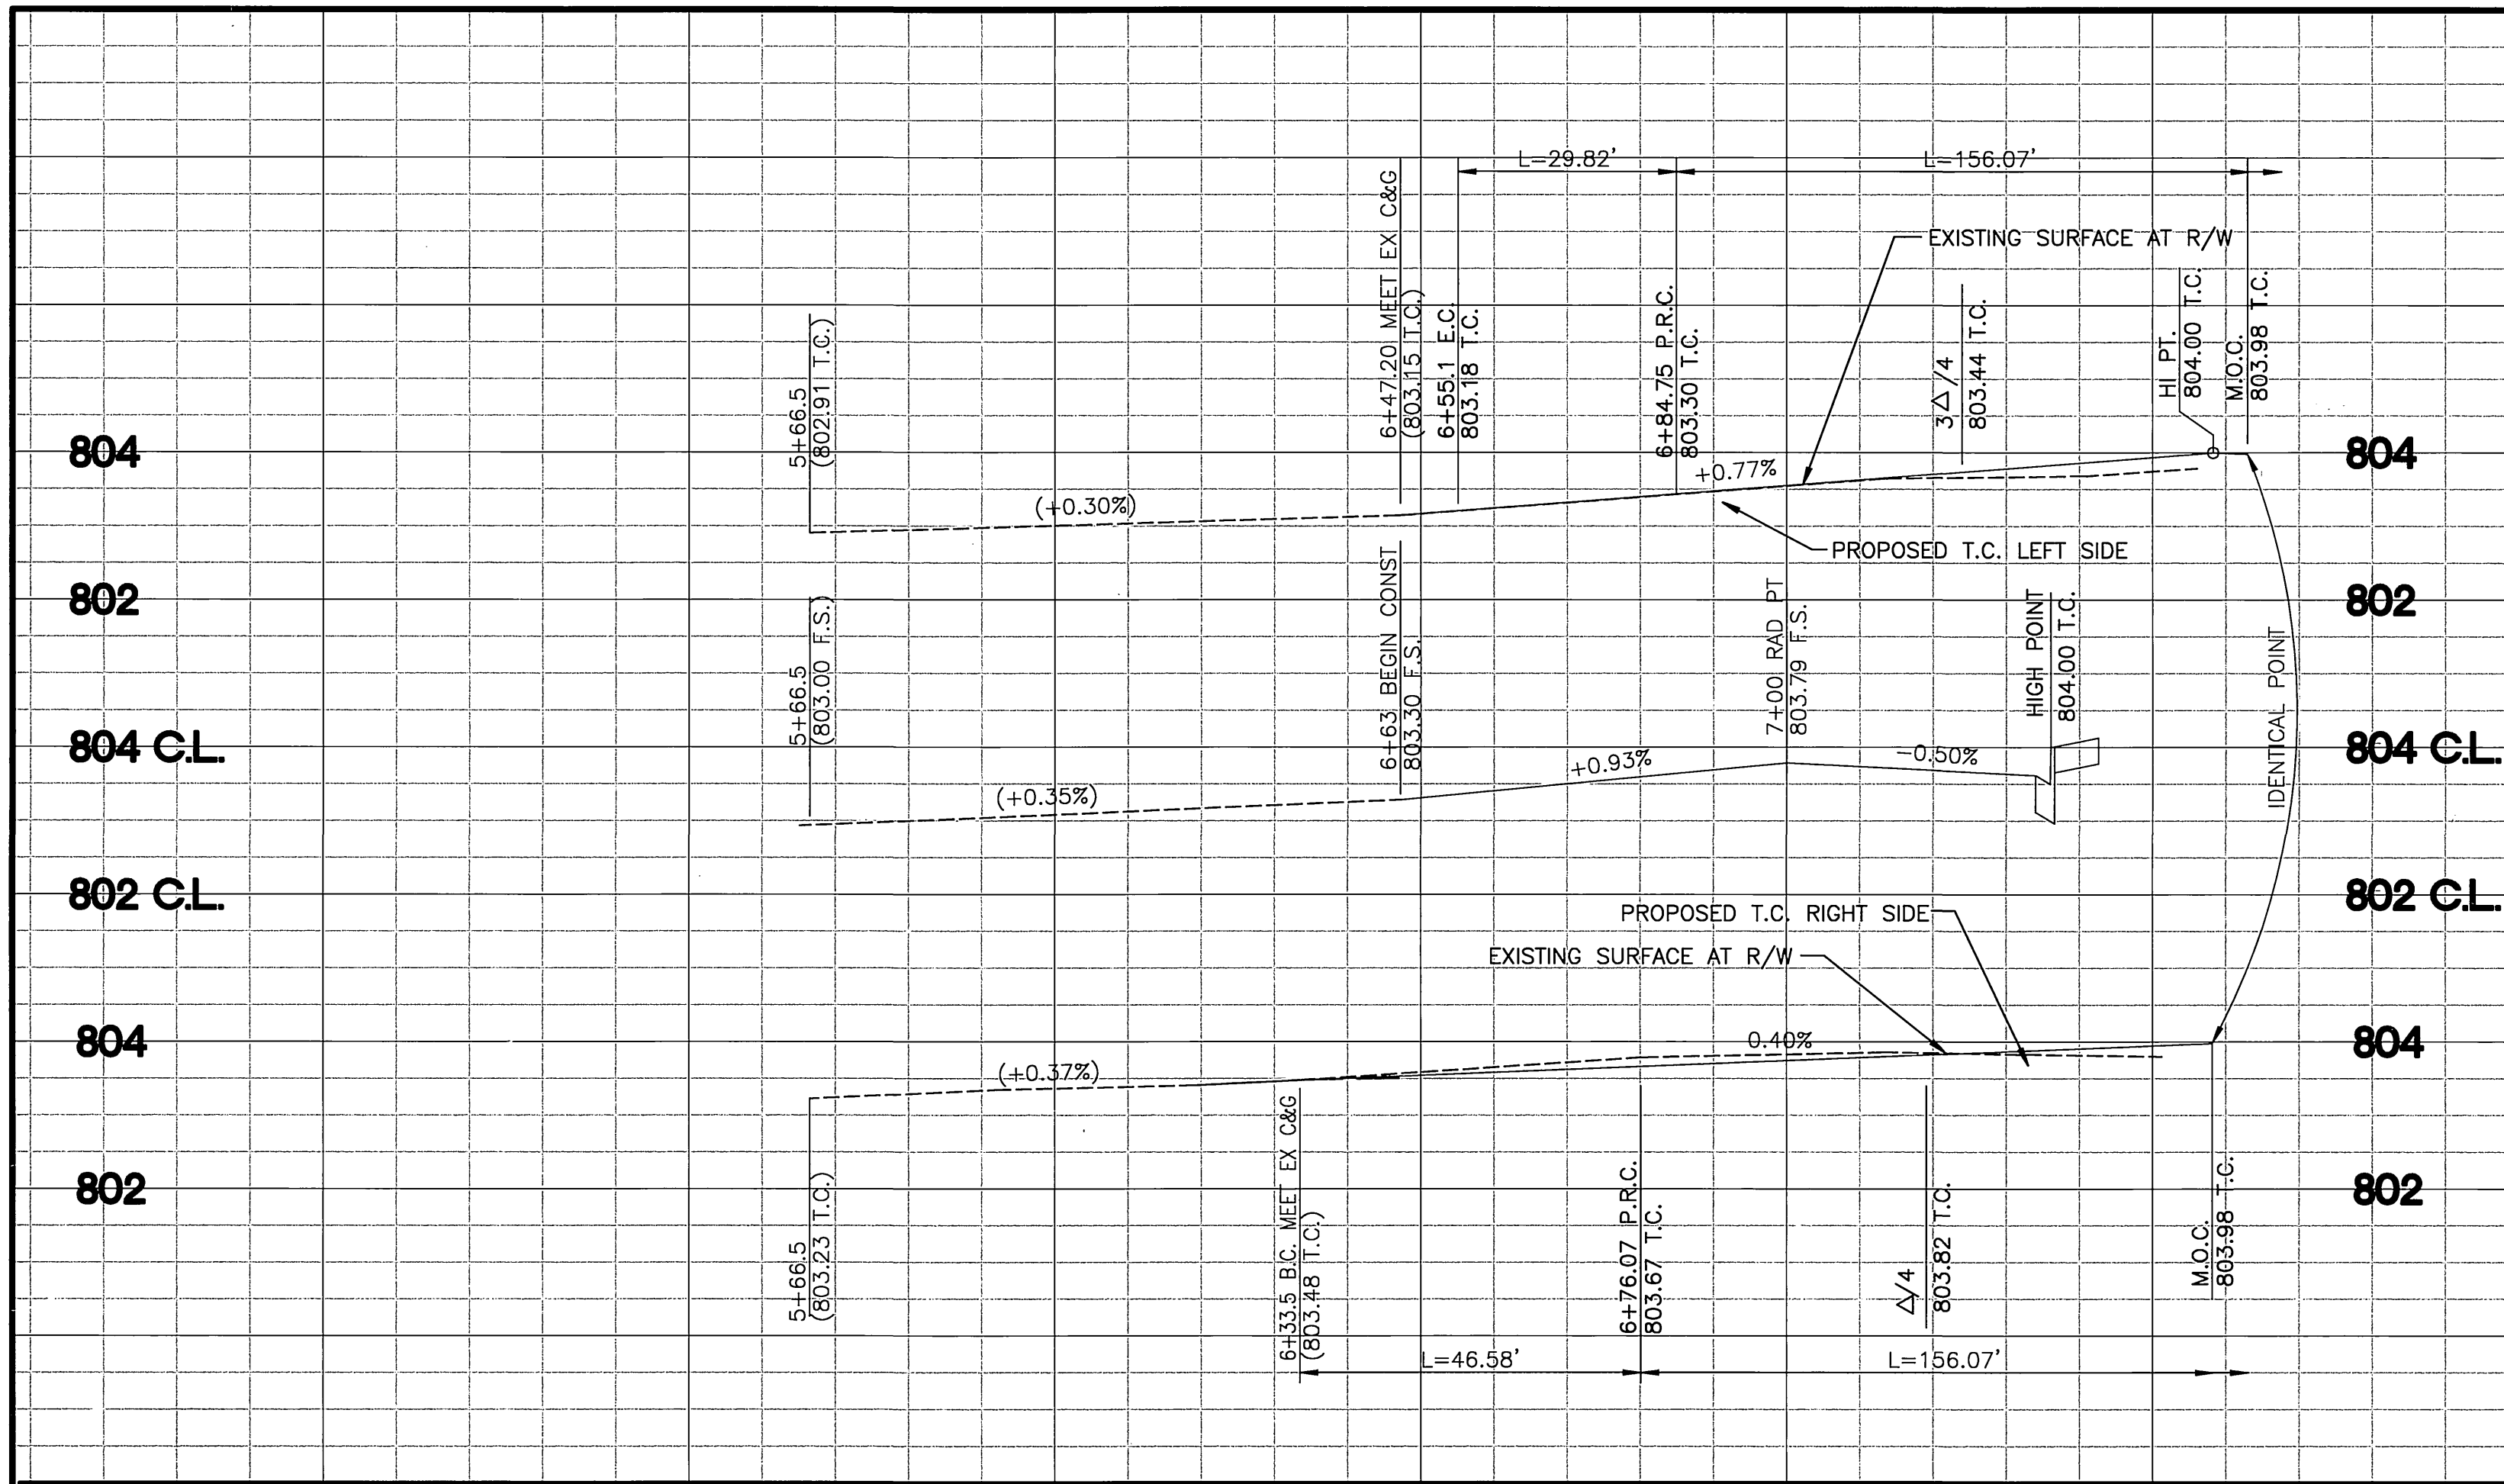 L=29.82'
L=156.07'
EXISTING SURFACE AT R/W
5+66.5
(802.91 T.C.)
6+47.20 MEET EX C&G
(803.15 T.C.)
6+55.1 E.C.
803.18 T.C.
6+84.75 P.R.C.
803.30 T.C.
3△/4
803.44 T.C.
HI PT.
804.00 T.C.
M.O.C.
803.98 T.C.
804
804
(+0.30%)
+0.77%
PROPOSED T.C. LEFT SIDE
802
802
5+66.5
(803.00 F.S.)
6+63 BEGIN CONST
803.30 F.S.
7+00 RAD PT
803.79 F.S.
HIGH POINT
804.00 T.C.
IDENTICAL POINT
804 C.L.
804 C.L.
(+0.35%)
+0.93%
-0.50%
802 C.L.
802 C.L.
PROPOSED T.C. RIGHT SIDE
EXISTING SURFACE AT R/W
804
804
(+0.37%)
0.40%
802
802
5+66.5
(803.23 T.C.)
6+33.5 B.C. MEET EX C&G
(803.48 T.C.)
6+76.07 P.R.C.
803.67 T.C.
△/4
803.82 T.C.
M.O.C.
803.98 T.C.
L=46.58'
L=156.07'